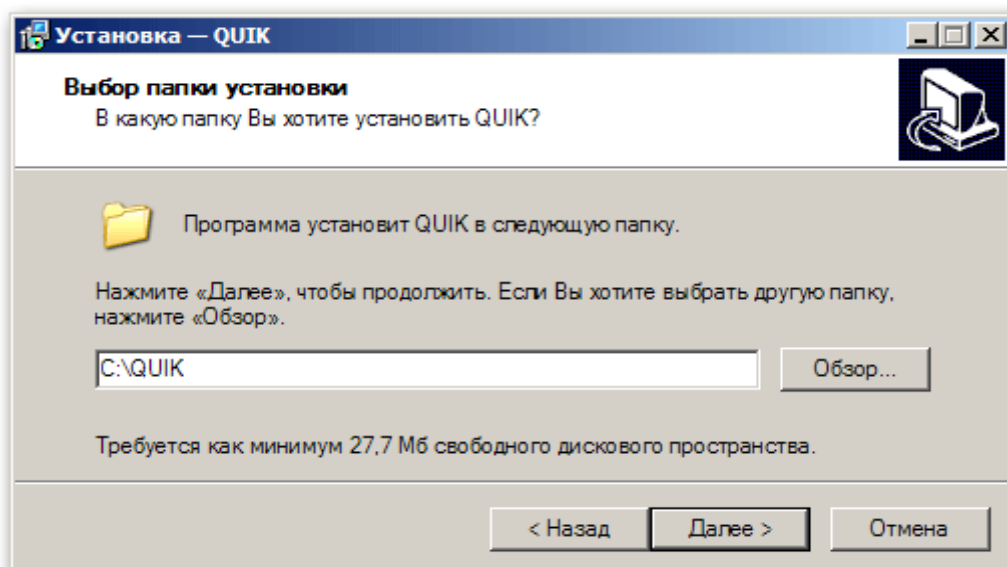 Установка — QUIK
Выбор папки установки
В какую папку Вы хотите установить QUIK?
Программа установит QUIK в следующую папку.
Нажмите «Далее», чтобы продолжить. Если Вы хотите выбрать другую папку,
нажмите «Обзор».
C:\QUIK
Обзор...
Требуется как минимум 27,7 Мб свободного дискового пространства.
< Назад
Далее >
Отмена